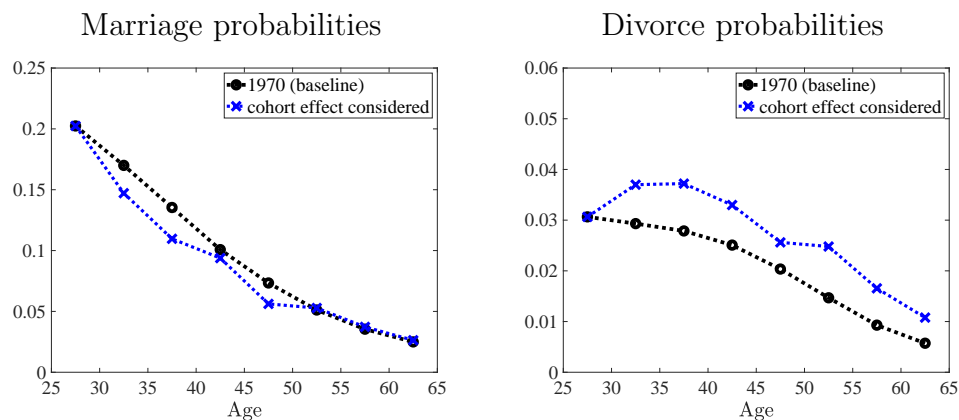 Marriage probabilities
0.25
0.2
0.15
0.1
0.05
0
25 30 35 40 45 50 55 60 65
Age
1970 (baseline)
cohort effect considered
Divorce probabilities
0.06
0.05
0.04
0.03
0.02
0.01
0
25 30 35 40 45 50 55 60 65
Age
1970 (baseline)
cohort effect considered